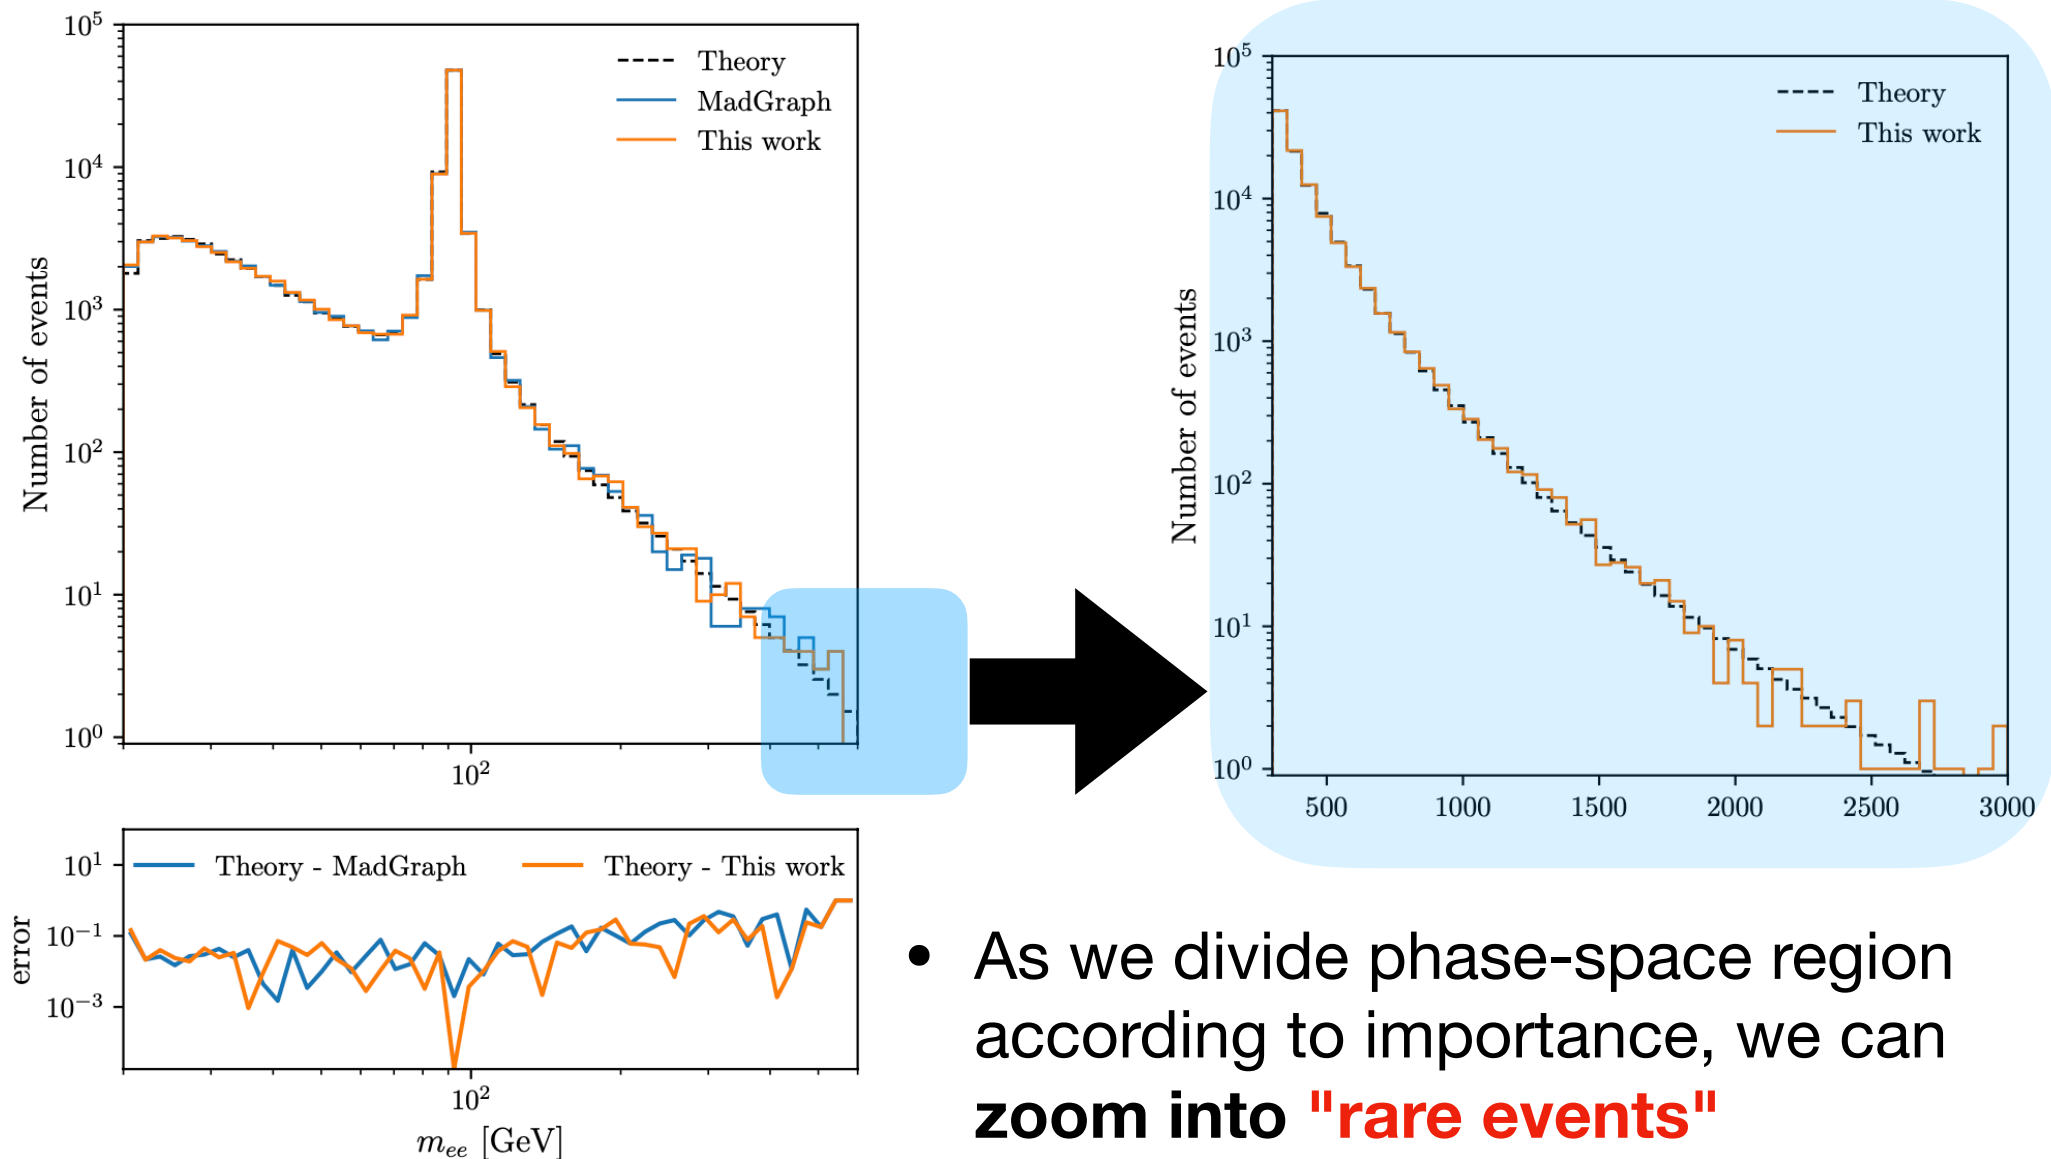 10^5
10^4
10^3
10^2
10^1
10^0
Number of events
Theory
MadGraph
This work
10^2
10^1
10^-1
10^-3
error
Theory - MadGraph
Theory - This work
10^2
m_ee [GeV]
10^5
10^4
10^3
10^2
10^1
10^0
Number of events
Theory
This work
500 1000 1500 2000 2500 3000
• As we divide phase-space region
according to importance, we can
zoom into "rare events"